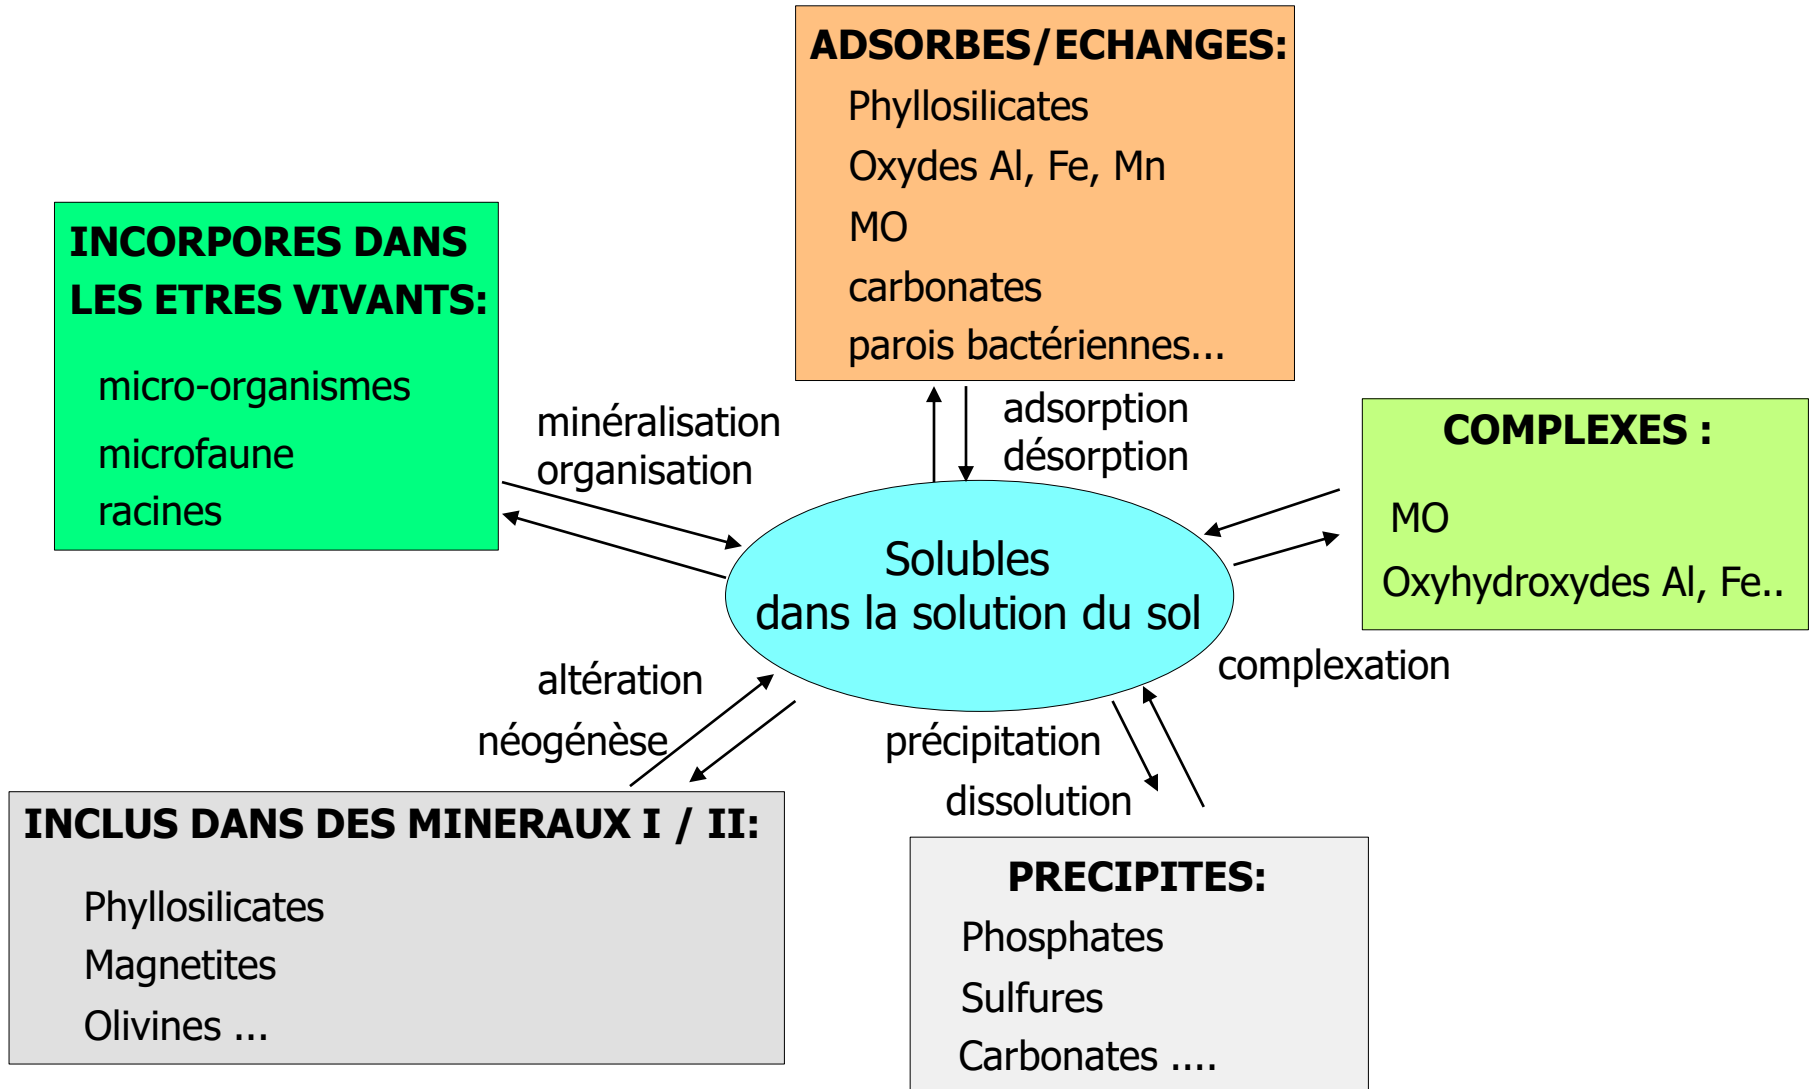 ADSORBES/ECHANGES:
Phyllosilicates
Oxydes Al, Fe, Mn
MO
carbonates
parois bactériennes...
INCORPORES DANS
LES ETRES VIVANTS:
micro-organismes
microfaune
racines
minéralisation
organisation
adsorption
désorption
COMPLEXES :
MO
Oxyhydroxydes Al, Fe..
Solubles
dans la solution du sol
complexation
altération
néogénèse
précipitation
dissolution
INCLUS DANS DES MINERAUX I / II:
Phyllosilicates
Magnetites
Olivines ...
PRECIPITES:
Phosphates
Sulfures
Carbonates ....